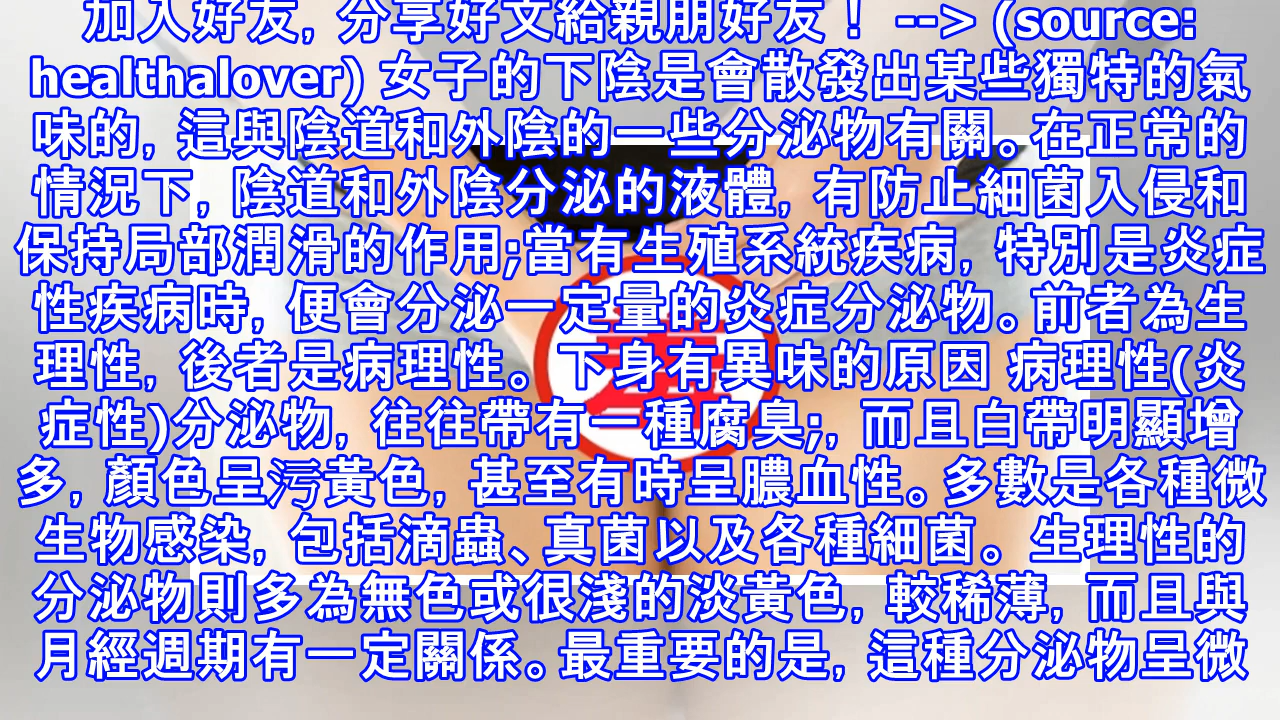 加入好友, 分享好文給親朋好友！ --> (source:
healthalover) 女子的下陰是會散發出某些獨特的氣
味的, 這與陰道和外陰的一些分泌物有關。在正常的
情況下, 陰道和外陰分泌的液體, 有防止細菌入侵和
保持局部潤滑的作用;當有生殖系統疾病, 特別是炎症
性疾病時, 便會分泌一定量的炎症分泌物。前者為生
理性, 後者是病理性。 下身有異味的原因 病理性(炎
症性)分泌物, 往往帶有一種腐臭;, 而且白帶明顯增
多, 顏色呈污黃色, 甚至有時呈膿血性。多數是各種微
生物感染, 包括滴蟲、真菌以及各種細菌。 生理性的
分泌物則多為無色或很淺的淡黃色, 較稀薄, 而且與
月經週期有一定關係。最重要的是, 這種分泌物呈微